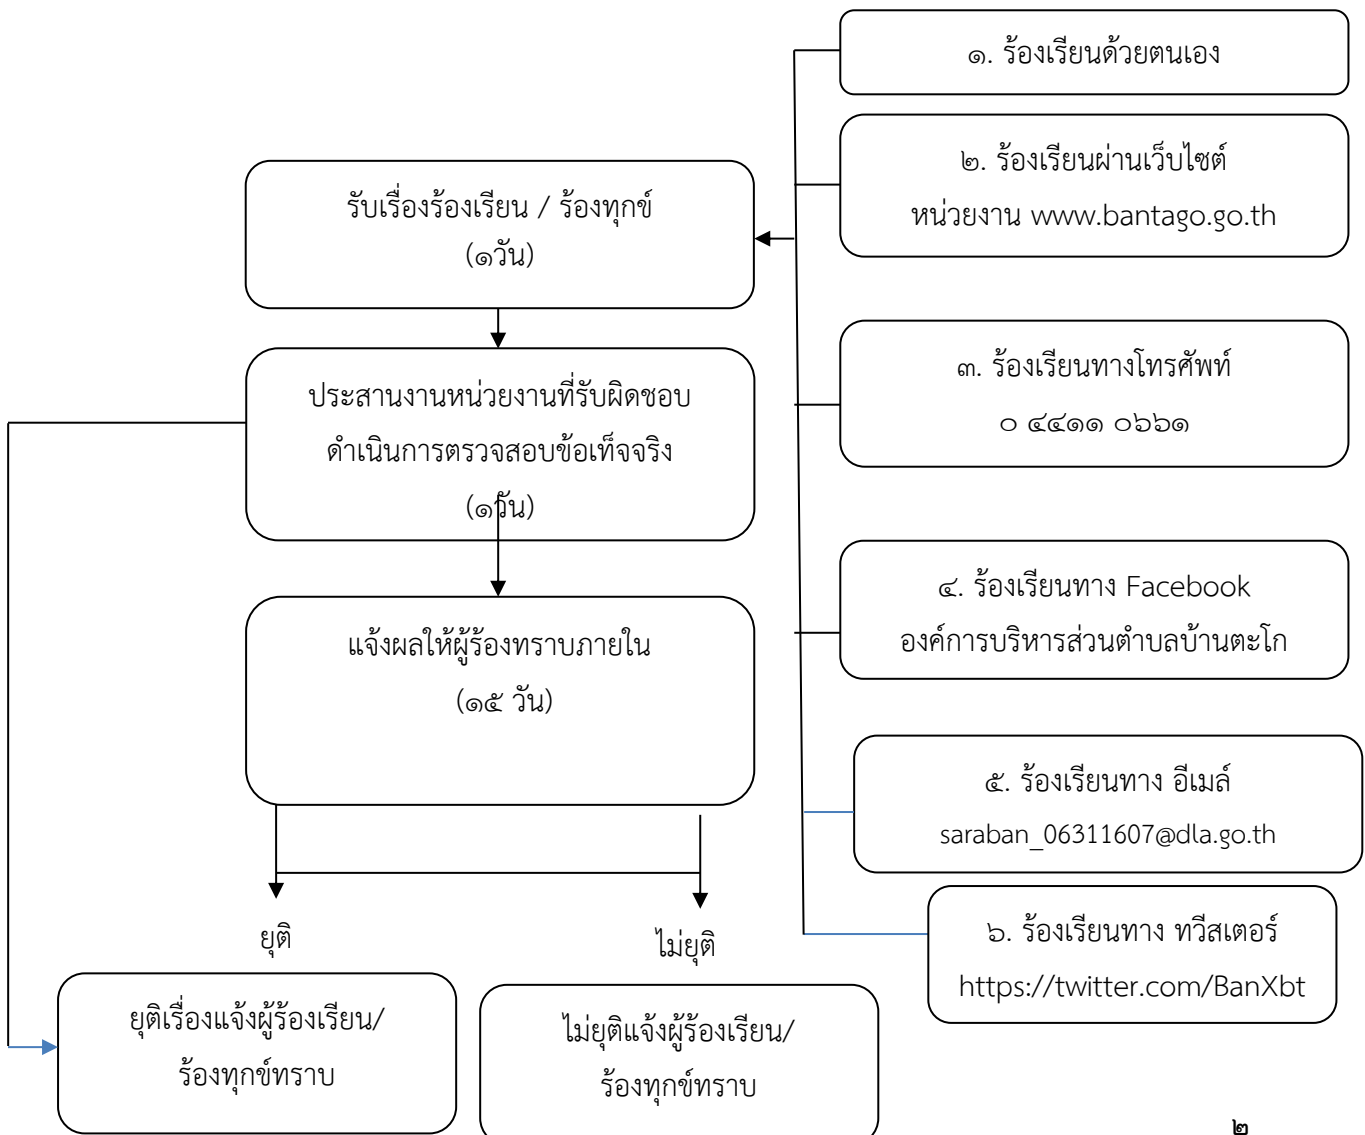 ๑. ร้องเรียนด้วยตนเอง
๒. ร้องเรียนผ่านเว็บไซต์
หน่วยงาน www.bantago.go.th
รับเรื่องร้องเรียน / ร้องทุกข์
(๑วัน)
๓. ร้องเรียนทางโทรศัพท์
๐ ๔๔๑๑ ๐๖๖๑
ประสานงานหน่วยงานที่รับผิดชอบ
ดำเนินการตรวจสอบข้อเท็จจริง
(๑วัน)
๔. ร้องเรียนทาง Facebook
องค์การบริหารส่วนตำบลบ้านตะโก
แจ้งผลให้ผู้ร้องทราบภายใน
(๑๕ วัน)
๕. ร้องเรียนทาง อีเมล์
saraban_06311607@dla.go.th
๖. ร้องเรียนทาง ทวีสเตอร์
https://twitter.com/BanXbt
ยุติ
ไม่ยุติ
ยุติเรื่องแจ้งผู้ร้องเรียน/
ร้องทุกข์ทราบ
ไม่ยุติแจ้งผู้ร้องเรียน/
ร้องทุกข์ทราบ
๒